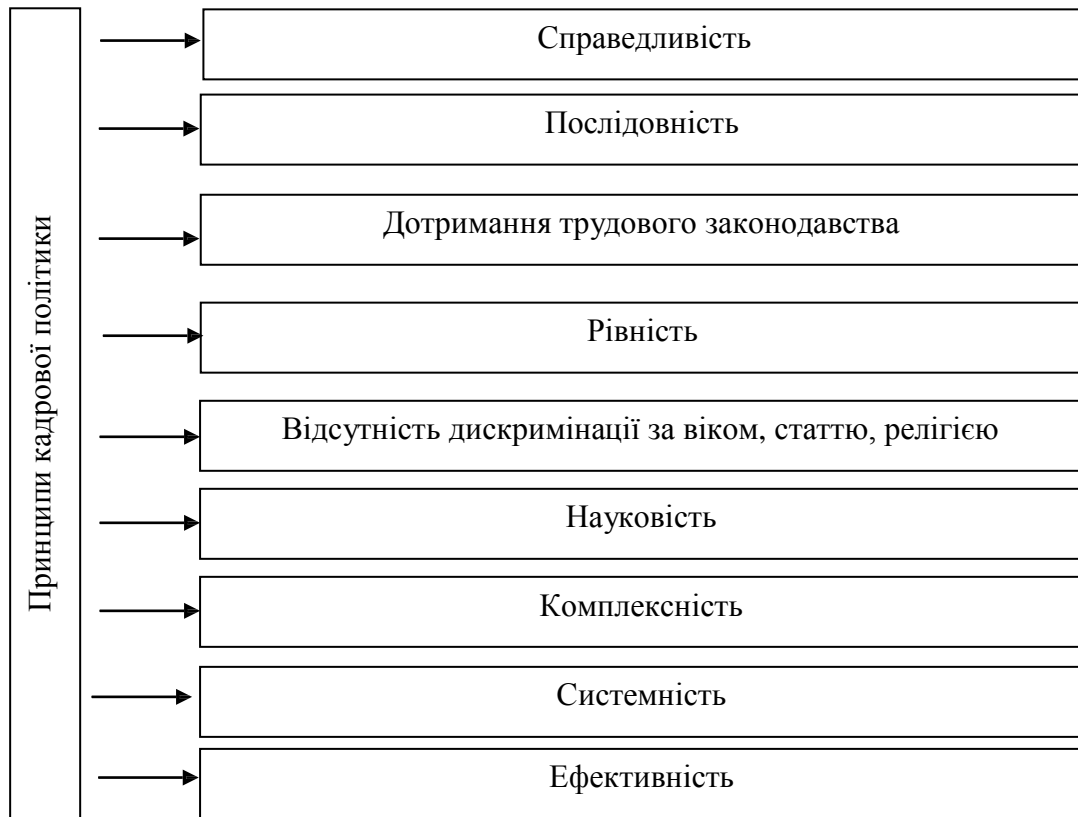 Принципи кадрової політики
Справедливість
Послідовність
Дотримання трудового законодавства
Рівність
Відсутність дискримінації за віком, статтю, релігією
Науковість
Комплексність
Системність
Ефективність